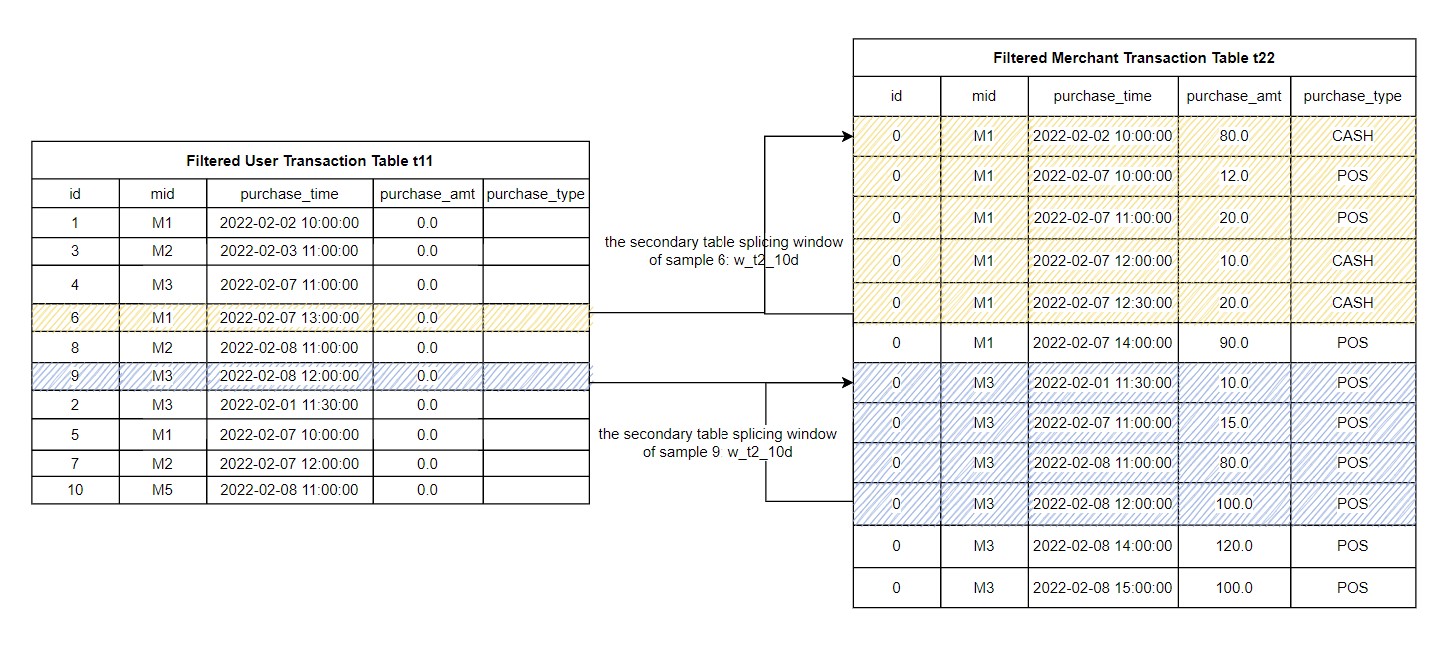 Filtered User Transaction Table t11
id mid purchase_time purchase_amt purchase_type
1 M1 2022-02-02 10:00:00 0.0
3 M2 2022-02-03 11:00:00 0.0
4 M3 2022-02-07 11:00:00 0.0
6 M1 2022-02-07 13:00:00 0.0
8 M2 2022-02-08 11:00:00 0.0
9 M3 2022-02-08 12:00:00 0.0
2 M3 2022-02-01 11:30:00 0.0
5 M1 2022-02-07 10:00:00 0.0
7 M2 2022-02-07 12:00:00 0.0
10 M5 2022-02-08 11:00:00 0.0
the secondary table splicing window
of sample 6: w_t2_10d
the secondary table splicing window
of sample 9: w_t2_10d
Filtered Merchant Transaction Table t22
id mid purchase_time purchase_amt purchase_type
0 M1 2022-02-02 10:00:00 80.0 CASH
0 M1 2022-02-07 10:00:00 12.0 POS
0 M1 2022-02-07 11:00:00 20.0 POS
0 M1 2022-02-07 12:00:00 10.0 CASH
0 M1 2022-02-07 12:30:00 20.0 CASH
0 M1 2022-02-07 14:00:00 90.0 POS
0 M3 2022-02-01 11:30:00 10.0 POS
0 M3 2022-02-07 11:00:00 15.0 POS
0 M3 2022-02-08 11:00:00 80.0 POS
0 M3 2022-02-08 12:00:00 100.0 POS
0 M3 2022-02-08 14:00:00 120.0 POS
0 M3 2022-02-08 15:00:00 100.0 POS